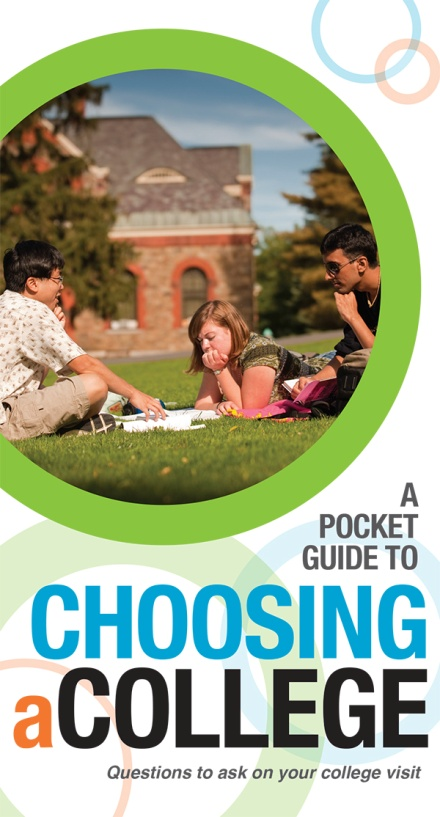 A
POCKET
GUIDE TO
CHOOSING
aCOLLEGE
Questions to ask on your college visit